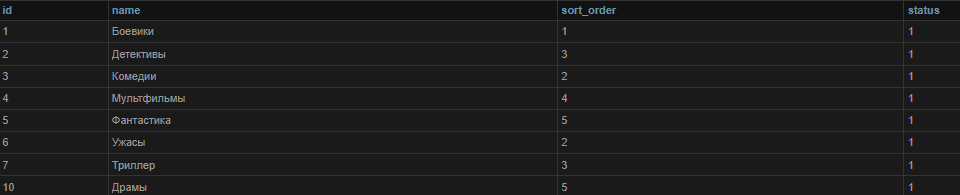 id name sort_order status
1 Боевики 1 1
2 Детективы 3 1
3 Комедии 2 1
4 Мультфильмы 4 1
5 Фантастика 5 1
6 Ужасы 2 1
7 Триллер 3 1
10 Драмы 5 1